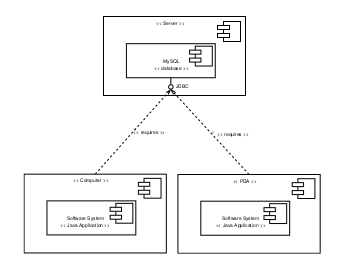 << Server >>
MySQL
<< database >>
JDBC
<< requires >>
<< requires >>
<< Computer >>
Software System
<< Java Application >>
<< PDA >>
Software System
<< Java Application >>